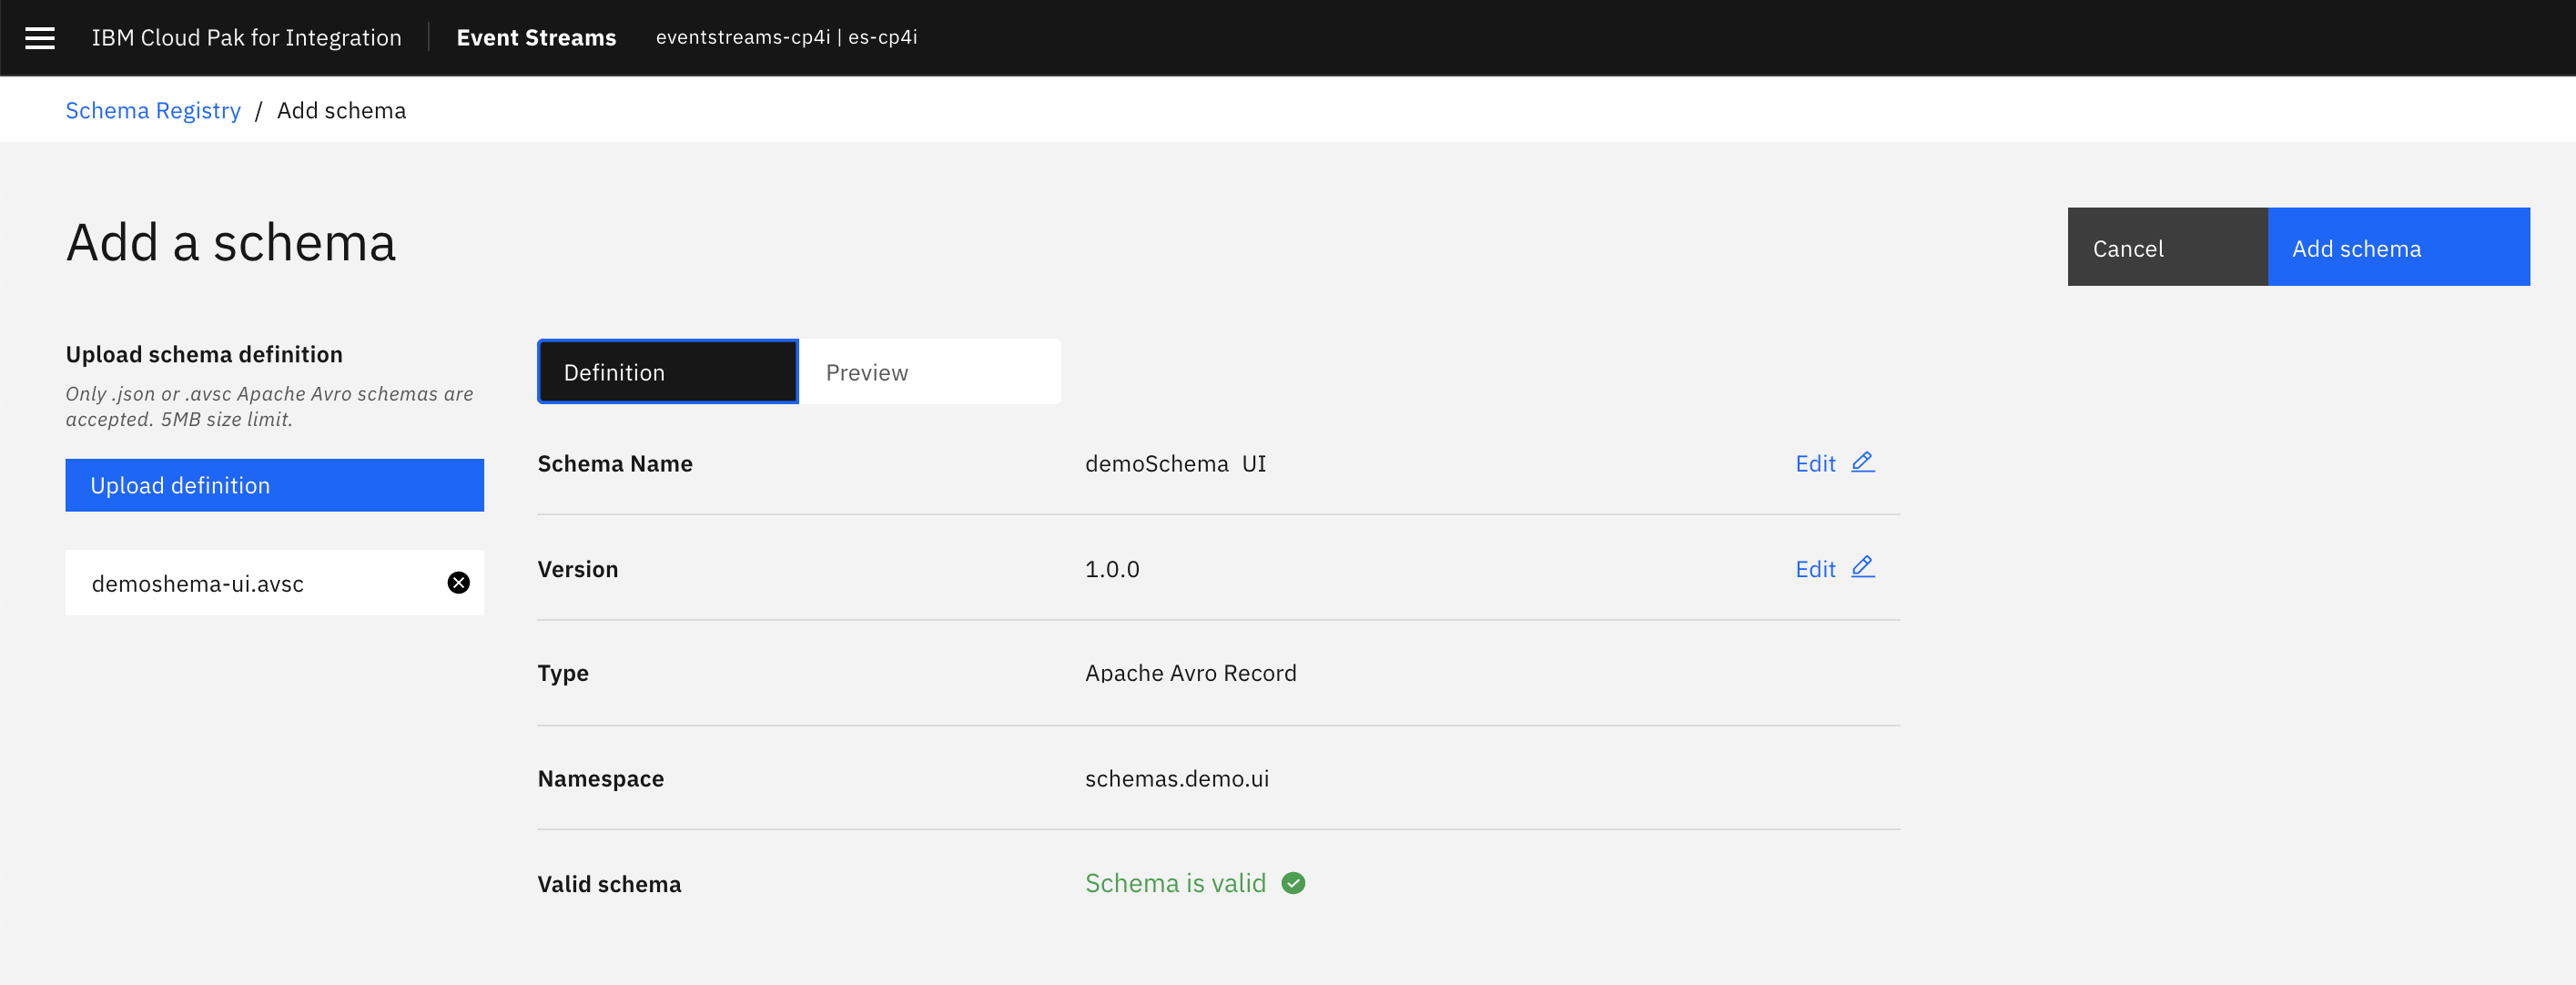 IBM Cloud Pak for Integration Event Streams eventstreams-cp4i | es-cp4i
Schema Registry / Add schema
Add a schema
Cancel
Add schema
Upload schema definition
Only .json or .avsc Apache Avro schemas are
accepted. 5MB size limit.
Upload definition
demoshema-ui.avsc
Definition
Preview
Schema Name demoSchema UI Edit
Version 1.0.0 Edit
Type Apache Avro Record
Namespace schemas.demo.ui
Valid schema Schema is valid